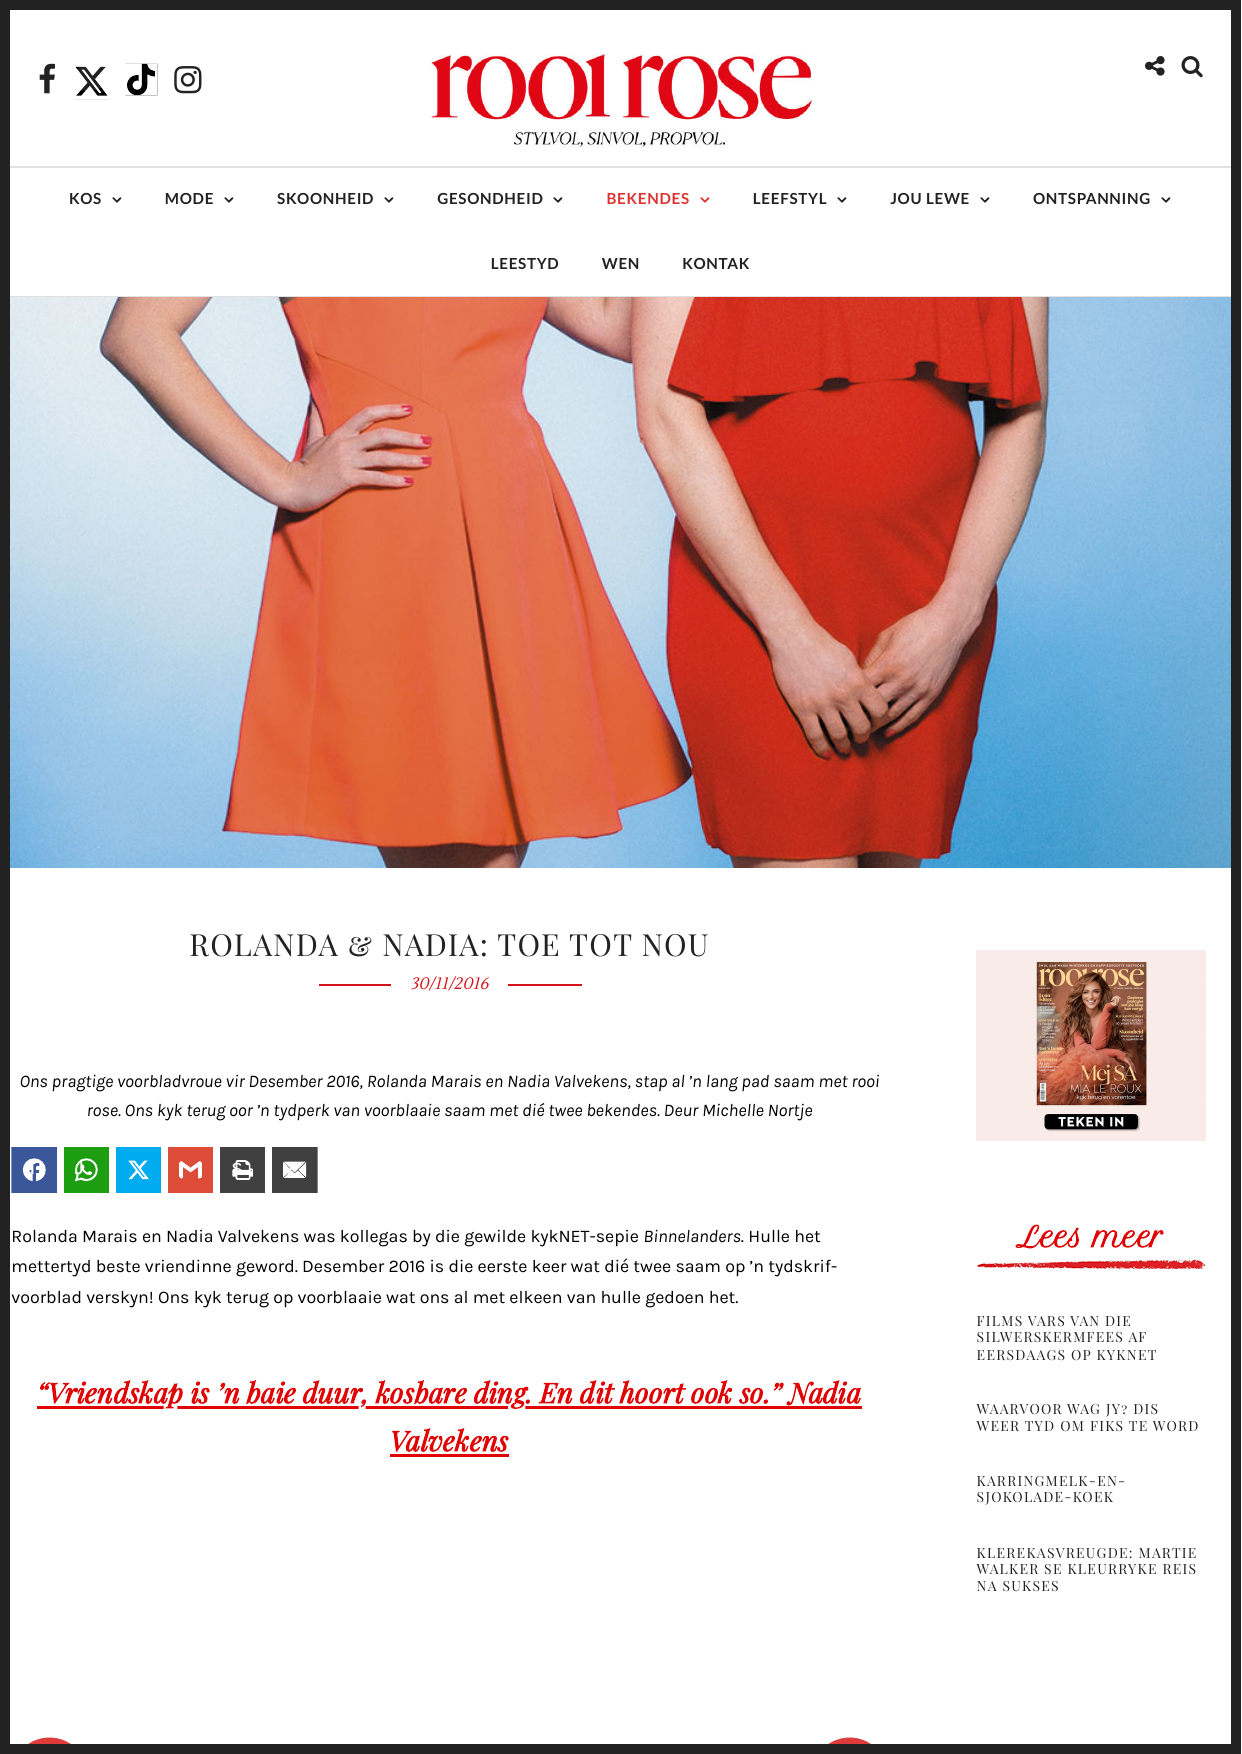 rooi rose
STYLVOL, SINVOL, PROPVOL.
KOS MODE SKOONHEID GESONDHEID BEKENDES LEEFSTYL JOU LEWE ONTSPANNING
LEESTYD WEN KONTAK
ROLANDA & NADIA: TOE TOT NOU
30/11/2016
Ons pragtige voorbladvroue vir Desember 2016, Rolanda Marais en Nadia Valvekens, stap al ’n lang pad saam met rooi
rose. Ons kyk terug oor ’n tydperk van voorblaaie saam met dié twee bekendes. Deur Michelle Nortje
Rolanda Marais en Nadia Valvekens was kollegas by die gewilde kykNET-sepie Binnelanders. Hulle het
mettertyd beste vriendinne geword. Desember 2016 is die eerste keer wat dié twee saam op ’n tydskrif-
voorblad verskyn! Ons kyk terug op voorblaaie wat ons al met elkeen van hulle gedoen het.
“Vriendskap is ’n baie duur, kosbare ding. En dit hoort ook so.” Nadia
Valvekens
rooi rose
Mej SA
MIA LE ROUX
kyk terug en vorentoe
TEKEN IN
Lees meer
FILMS VARS VAN DIE
SILWERSKERMFEES AF
EERSDAAGS OP KYKNET
WAARVOOR WAG JY? DIS
WEER TYD OM FIKS TE WORD
KARRINGMELK-EN-
SJOKOLADE-KOEK
KLEREKASVREUGDE: MARTIE
WALKER SE KLEURRYKE REIS
NA SUKSES